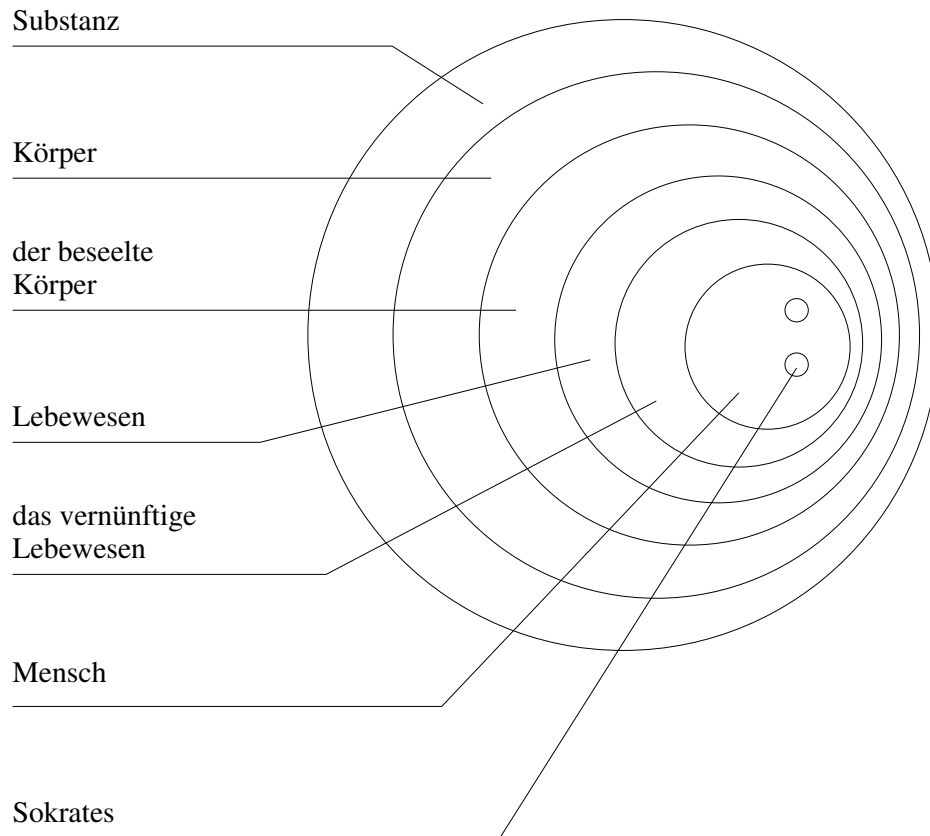 Substanz
Körper
der beseelte
Körper
Lebewesen
das vernünftige
Lebewesen
Mensch
Sokrates